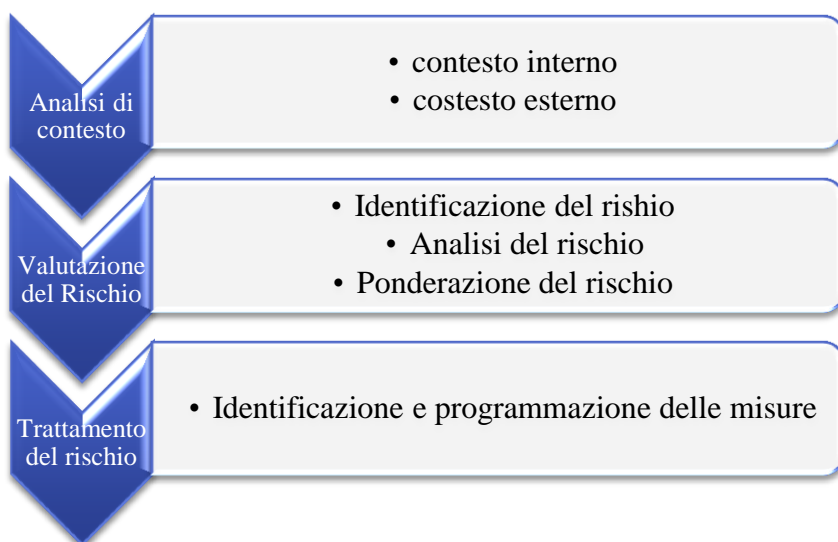 Analisi di
contesto
• contesto interno
• costesto esterno
Valutazione
del Rischio
• Identificazione del rishio
• Analisi del rischio
• Ponderazione del rischio
Trattamento
del rischio
• Identificazione e programmazione delle misure